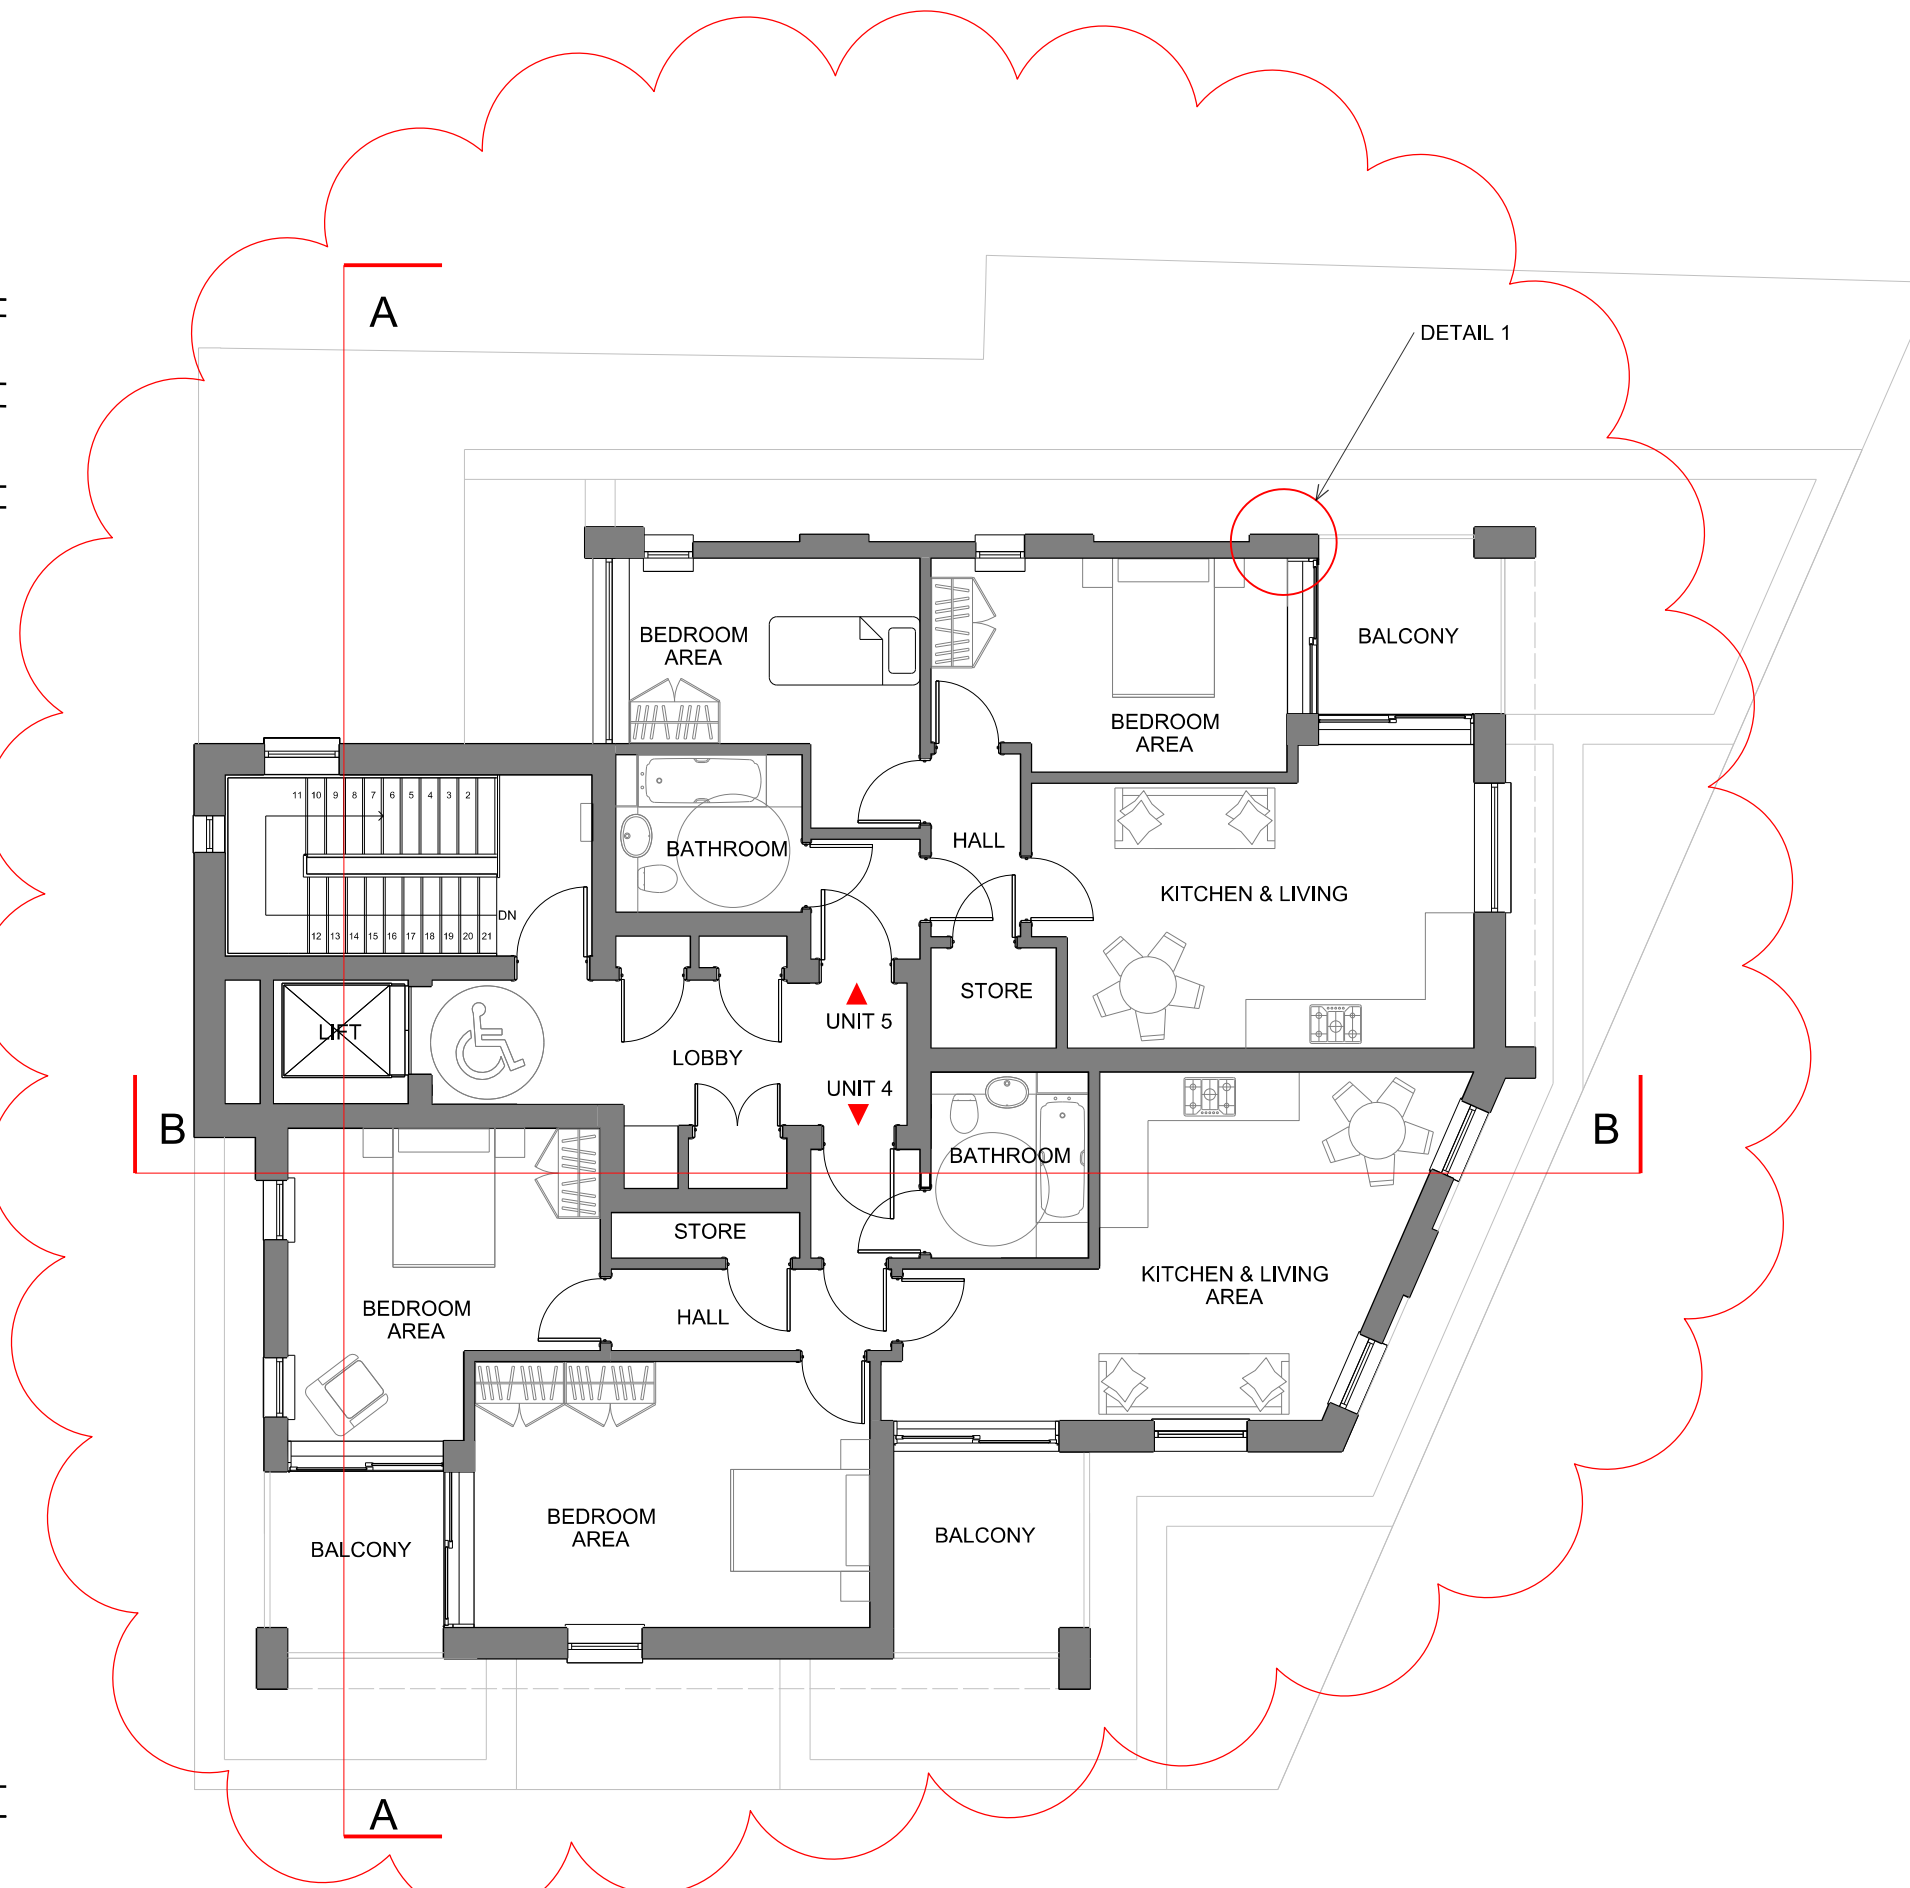 A
DETAIL 1
BEDROOM
AREA
BALCONY
BEDROOM
AREA
11 10 9 8 7 6 5 4 3 2
BATHROOM
HALL
KITCHEN & LIVING
DN
12 13 14 15 16 17 18 19 20 21
STORE
LIFT
UNIT 5
LOBBY
UNIT 4
B
B
BATHROOM
STORE
KITCHEN & LIVING
AREA
BEDROOM
AREA
HALL
BEDROOM
AREA
BALCONY
BALCONY
A